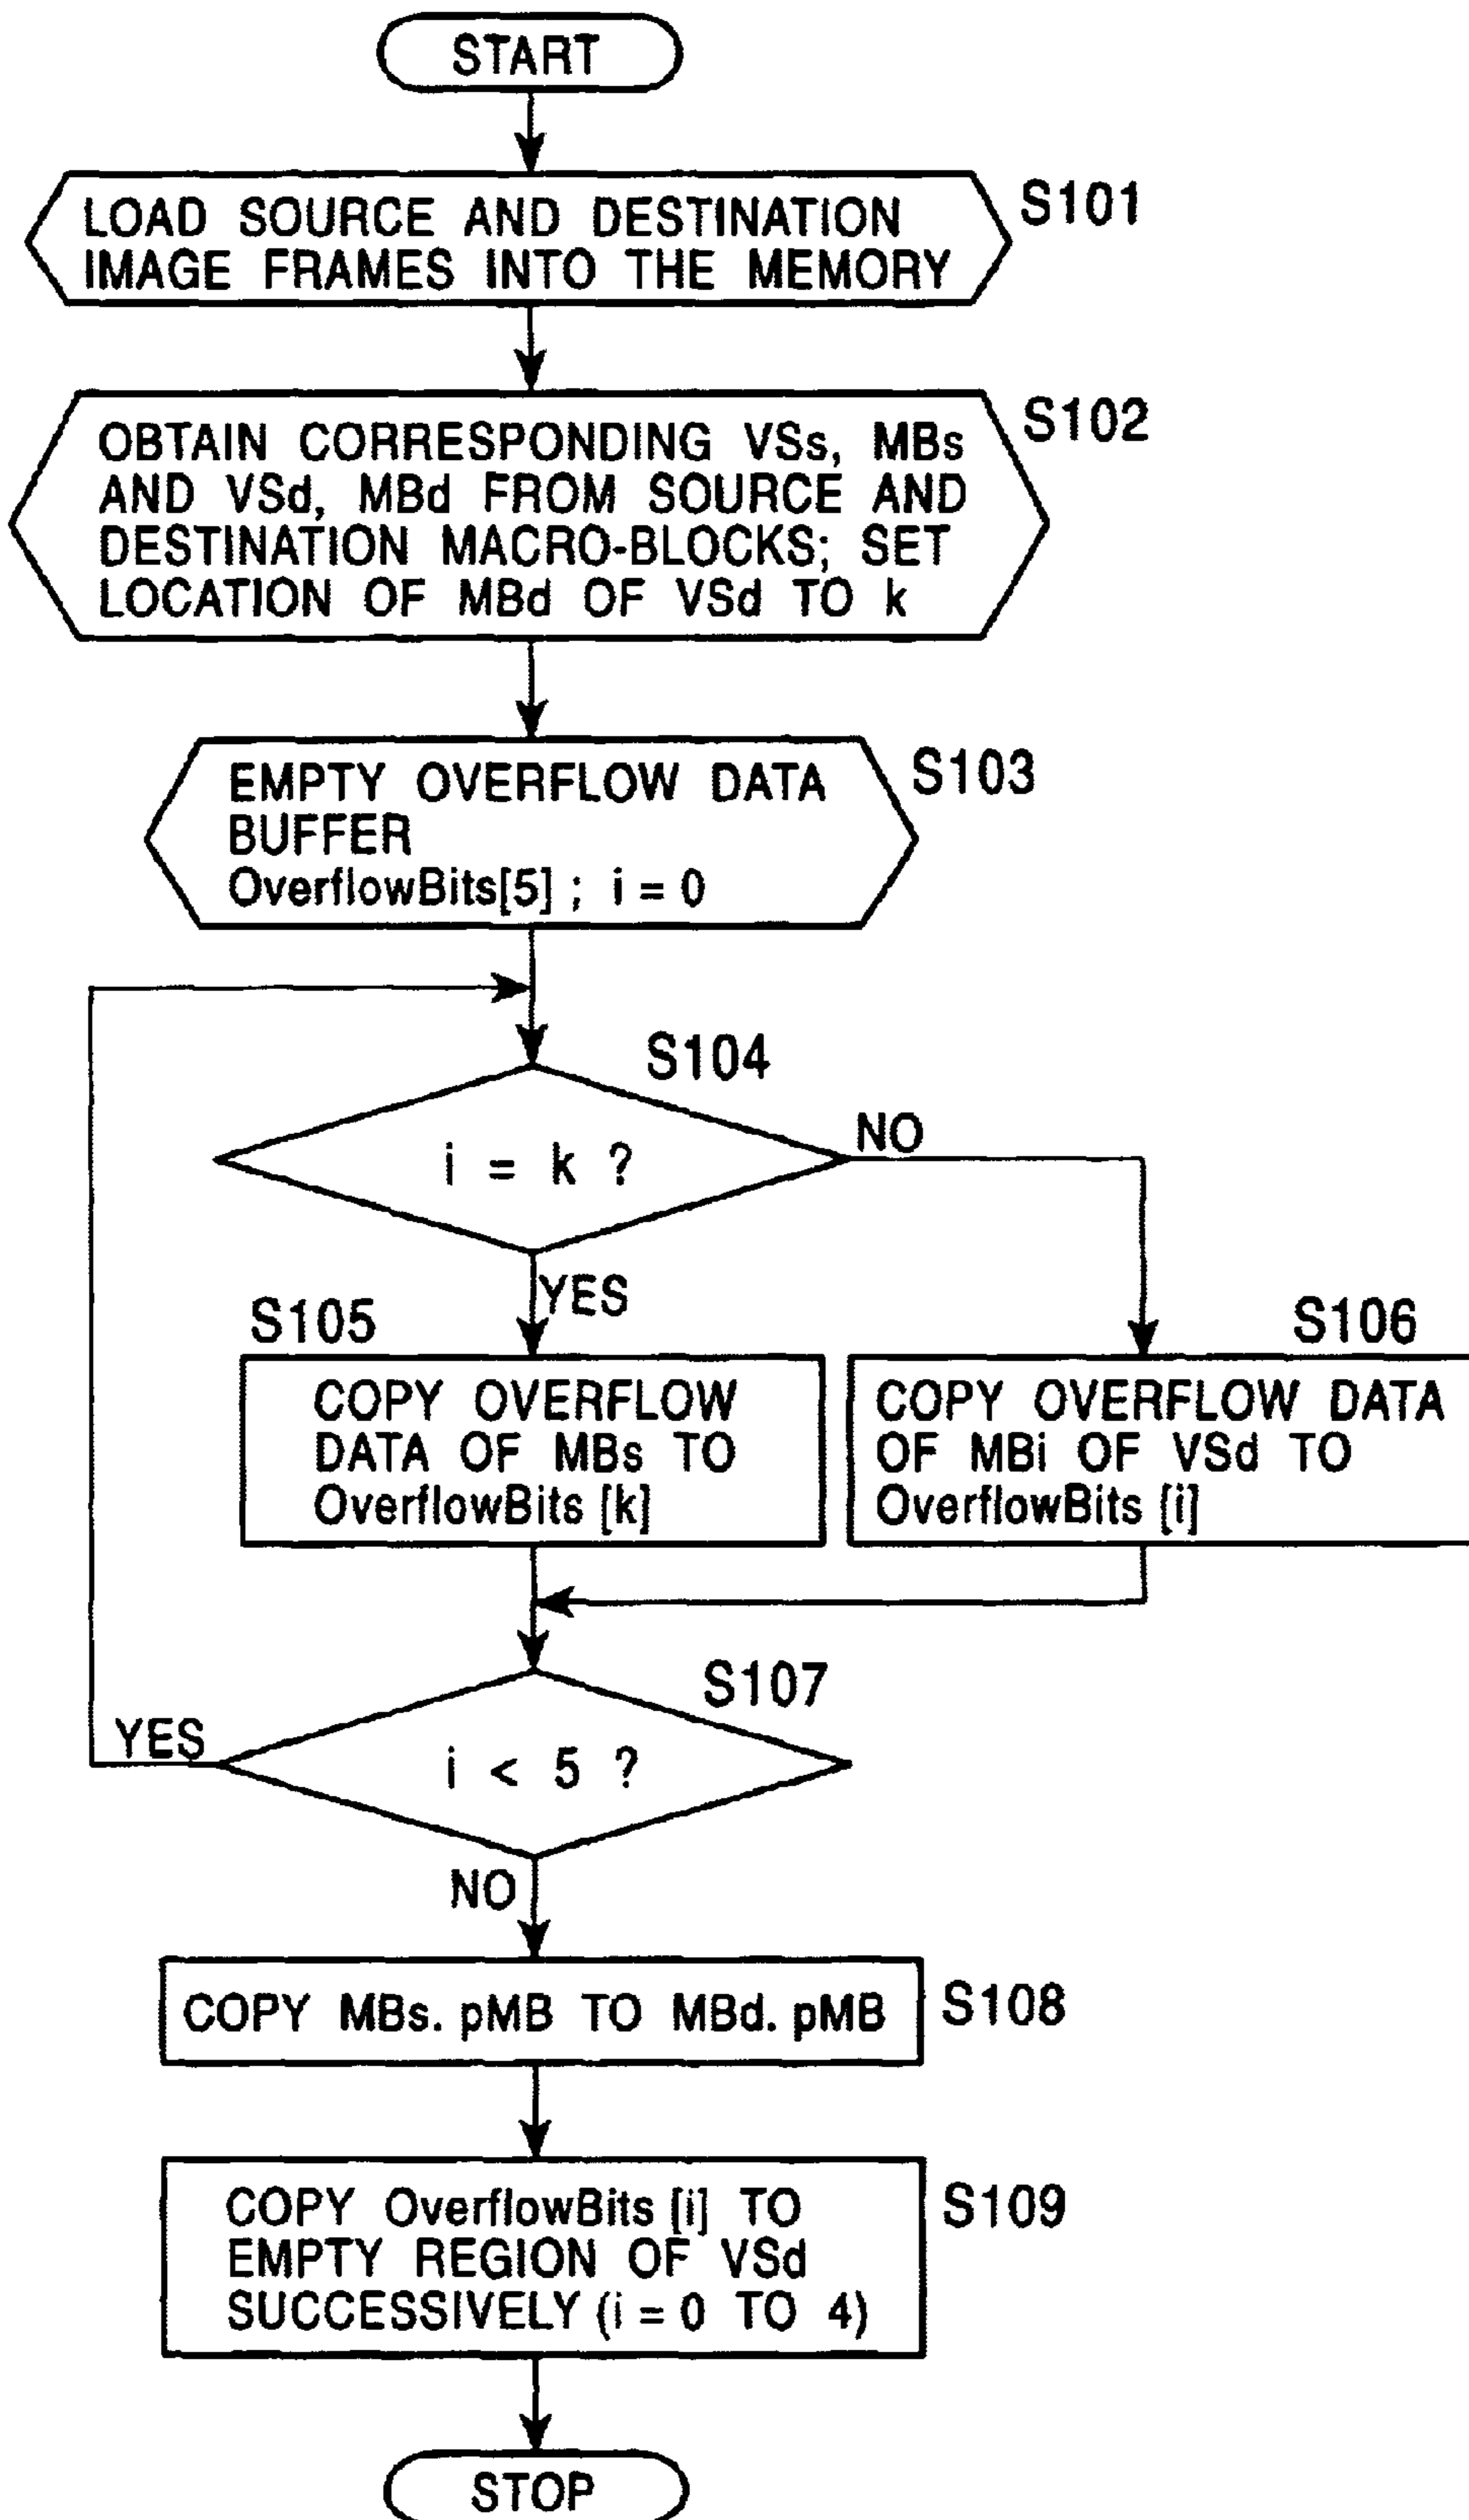 START
LOAD SOURCE AND DESTINATION
IMAGE FRAMES INTO THE MEMORY
S101
OBTAIN CORRESPONDING VSs, MBs
AND VSd, MBd FROM SOURCE AND
DESTINATION MACRO-BLOCKS; SET
LOCATION OF MBd OF VSd TO k
S102
EMPTY OVERFLOW DATA
BUFFER
OverflowBits[5] ; i = 0
S103
S104
i = k ?
NO
YES
S105
COPY OVERFLOW
DATA OF MBs TO
OverflowBits [k]
S106
COPY OVERFLOW DATA
OF MBi OF VSd TO
OverflowBits [i]
S107
i < 5 ?
YES
NO
COPY MBs. pMB TO MBd. pMB
S108
COPY OverflowBits [i] TO
EMPTY REGION OF VSd
SUCCESSIVELY (i = 0 TO 4)
S109
STOP